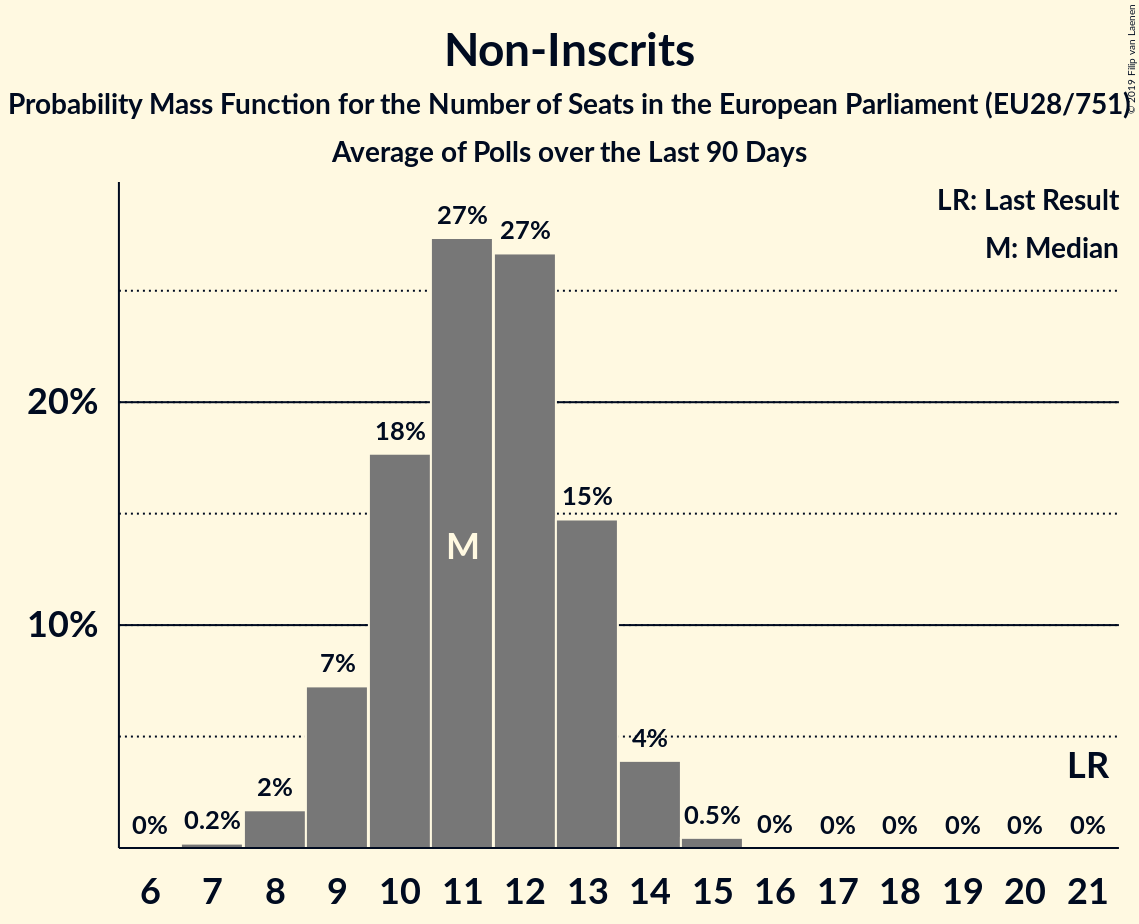 Non-Inscrits
Probability Mass Function for the Number of Seats in the European Parliament (EU28/751)
Average of Polls over the Last 90 Days
© 2019 Filip van Laenen
LR: Last Result
M: Median
27%
27%
20%
18%
15%
M
10%
7%
4%
LR
2%
0%
0.2%
0.5%
0%
0%
0%
0%
0%
0%
6 7 8 9 10 11 12 13 14 15 16 17 18 19 20 21